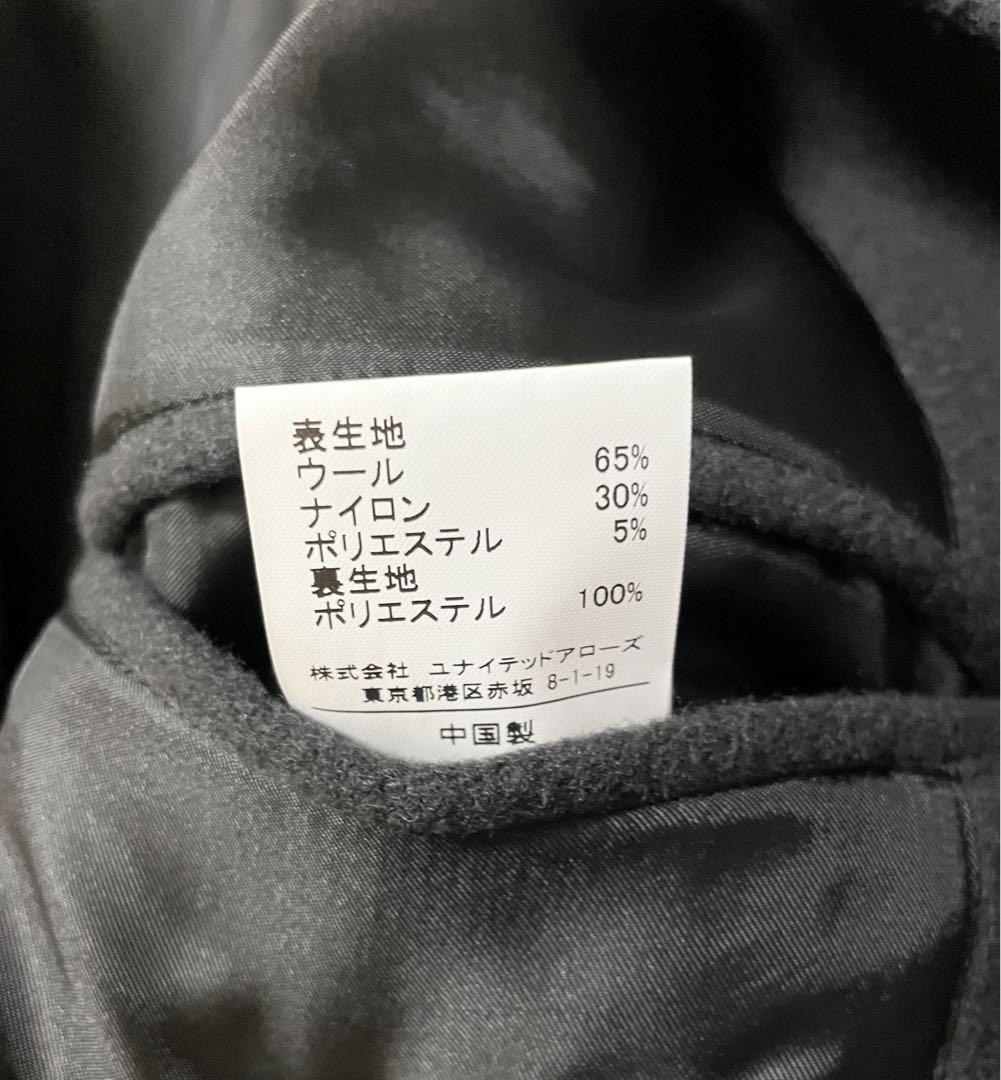 表生地
ウール 65%
ナイロン 30%
ポリエステル 5%
裏生地
ポリエステル 100%
株式会社 ユナイテッドアローズ
東京都港区赤坂 8-1-19
中国製